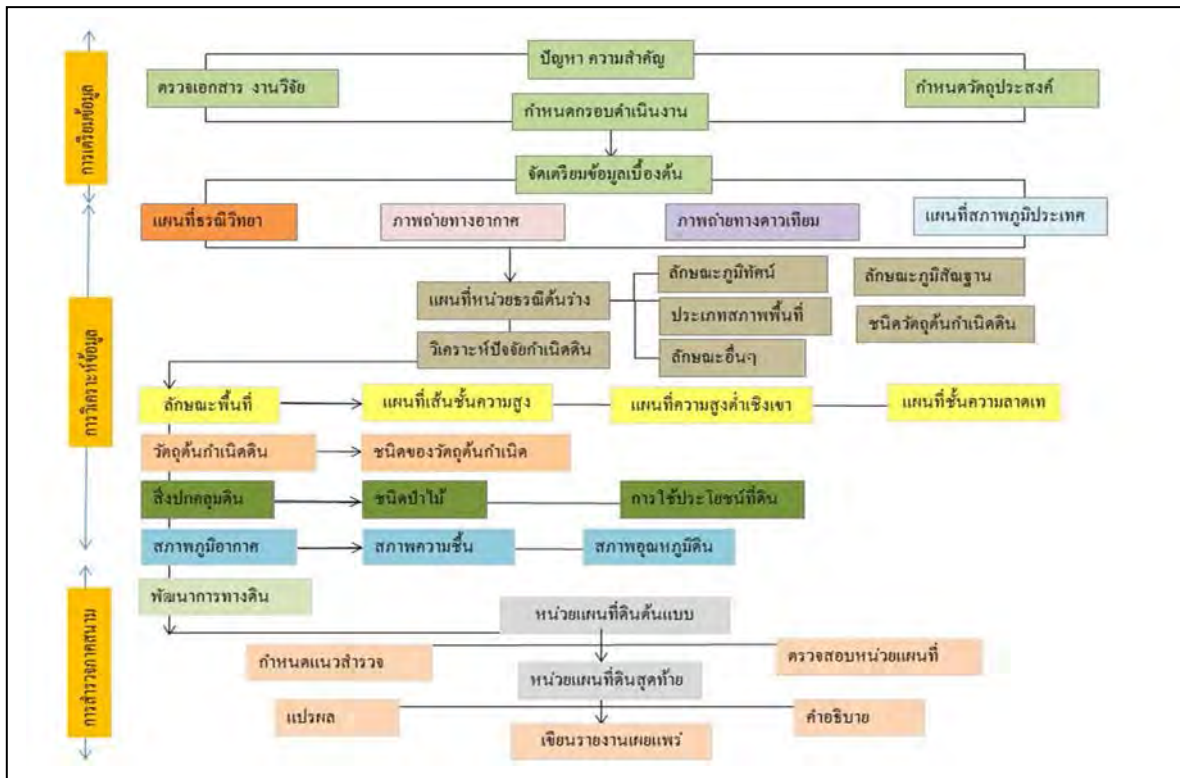 การเตรียมข้อมูล
ปัญหา ความสำคัญ
ตรวจเอกสาร งานวิจัย
กำหนดวัตถุประสงค์
กำหนดกรอบดำเนินงาน
จัดเตรียมข้อมูลเบื้องต้น
การวิเคราะห์ข้อมูล
แผนที่ธรณีวิทยา
ภาพถ่ายทางอากาศ
ภาพถ่ายทางดาวเทียม
แผนที่สภาพภูมิประเทศ
แผนที่หน่วยธรณีต้นร่าง
ลักษณะภูมิทัศน์
ลักษณะภูมิสัณฐาน
ประเภทสภาพพื้นที่
ชนิดวัตถุต้นกำเนิดดิน
วิเคราะห์ปัจจัยกำเนิดดิน
ลักษณะอื่นๆ
ลักษณะพื้นที่
แผนที่เส้นชั้นความสูง
แผนที่ความสูงต่ำเชิงเขา
แผนที่ชั้นความลาดเท
วัตถุต้นกำเนิดดิน
ชนิดของวัตถุต้นกำเนิด
สิ่งปกคลุมดิน
ชนิดป่าไม้
การใช้ประโยชน์ที่ดิน
สภาพภูมิอากาศ
สภาพความชื้น
สภาพอุณหภูมิดิน
การสำรวจภาคสนาม
พัฒนาการทางดิน
หน่วยแผนที่ดินต้นแบบ
กำหนดแนวสำรวจ
ตรวจสอบหน่วยแผนที่
หน่วยแผนที่ดินสุดท้าย
แปรผล
คำอธิบาย
เขียนรายงานเผยแพร่